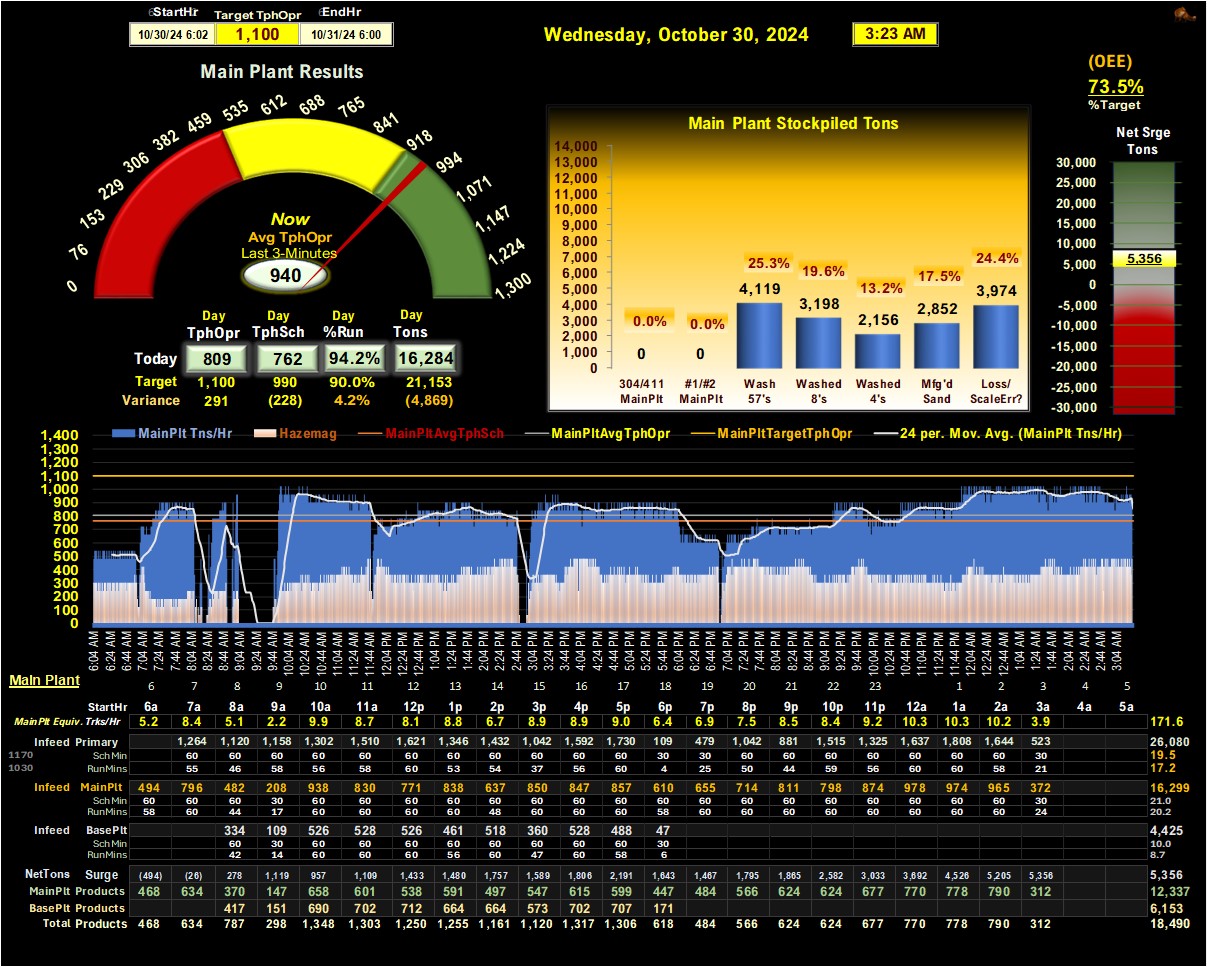 StartHr Target TphOpr EndHr
10/30/24 6:02 1,100 10/31/24 6:00
Wednesday, October 30, 2024 3:23 AM
(OEE)
73.5%
%Target
Main Plant Results
0 76 153 229 306 382 459 535 612 688 765 841 918 994 1,071 1,147 1,224 1,300
Now
Avg TphOpr
Last 3-Minutes
940
Day Day Day Day
TphOpr TphSch %Run Tons
Today 809 762 94.2% 16,284
Target 1,100 990 90.0% 21,153
Variance 291 (228) 4.2% (4,869)
Main Plant Stockpiled Tons
14,000
13,000
12,000
11,000
10,000
9,000
8,000
7,000
6,000
5,000
4,000
3,000
2,000
1,000
0
0.0% 0.0% 25.3% 19.6% 13.2% 17.5% 24.4%
0 0 4,119 3,198 2,156 2,852 3,974
304/411 #1/#2 Wash Washed Washed Mfg'd Loss/
MainPlt MainPlt 57's 8's 4's Sand ScaleErr?
Net Srge
Tons
30,000
25,000
20,000
15,000
10,000
5,000
0
-5,000
-10,000
-15,000
-20,000
-25,000
-30,000
5,356
MainPlt Tns/Hr Hazemag MainPltAvgTphSch MainPltAvgTphOpr MainPltTargetTphOpr 24 per. Mov. Avg. (MainPlt Tns/Hr)
1,400
1,300
1,200
1,100
1,000
900
800
700
600
500
400
300
200
100
0
6:04 AM 6:24 AM 6:44 AM 7:04 AM 7:24 AM 7:44 AM 8:04 AM 8:24 AM 8:44 AM 9:04 AM 9:24 AM 9:44 AM 10:04 AM 10:24 AM 10:44 AM 11:04 AM 11:24 AM 11:44 AM 12:04 PM 12:24 PM 12:44 PM 1:04 PM 1:24 PM 1:44 PM 2:04 PM 2:24 PM 2:44 PM 3:04 PM 3:24 PM 3:44 PM 4:04 PM 4:24 PM 4:44 PM 5:04 PM 5:24 PM 5:44 PM 6:04 PM 6:24 PM 6:44 PM 7:04 PM 7:24 PM 7:44 PM 8:04 PM 8:24 PM 8:44 PM 9:04 PM 9:24 PM 9:44 PM 10:04 PM 10:24 PM 10:44 PM 11:04 PM 11:24 PM 11:44 PM 12:04 AM 12:24 AM 12:44 AM 1:04 AM 1:24 AM 1:44 AM 2:04 AM 2:24 AM 2:44 AM 3:04 AM
Main Plant
6 7 8 9 10 11 12 13 14 15 16 17 18 19 20 21 22 23 1 2 3 4 5
StartHr 6a 7a 8a 9a 10a 11a 12p 1p 2p 3p 4p 5p 6p 7p 8p 9p 10p 11p 12a 1a 2a 3a 4a 5a
MainPlt Equiv. Trks/Hr 5.2 8.4 5.1 2.2 9.9 8.7 8.1 8.8 6.7 8.9 8.9 9.0 6.4 6.9 7.5 8.5 8.4 9.2 10.3 10.3 10.2 3.9 171.6
Infeed Primary 1,264 1,120 1,158 1,302 1,510 1,621 1,346 1,432 1,042 1,592 1,730 109 479 1,042 881 1,515 1,325 1,637 1,808 1,644 523 26,080
1170 SchMin 60 60 60 60 60 60 60 60 60 60 60 30 30 60 60 60 60 60 60 60 30 19.5
1030 RunMins 55 46 58 56 58 60 53 54 37 56 60 4 25 50 44 59 56 60 60 58 21 17.2
Infeed MainPlt 494 796 482 208 938 830 771 838 637 850 847 857 610 655 714 811 798 874 978 974 965 372 16,299
SchMin 60 60 60 30 60 60 60 60 60 60 60 60 60 60 60 60 60 60 60 60 60 30 21.0
RunMins 58 60 44 17 60 60 60 60 48 60 60 60 58 60 60 60 60 60 60 60 60 24 20.2
Infeed BasePlt 334 109 526 528 526 461 518 360 528 488 47 4,425
SchMin 60 30 60 60 60 60 60 60 60 60 30 10.0
RunMins 42 14 60 60 60 56 60 47 60 58 6 8.7
NetTons Surge (494) (26) 278 1,119 957 1,109 1,433 1,480 1,757 1,589 1,806 2,191 1,643 1,467 1,795 1,865 2,582 3,033 3,692 4,526 5,205 5,356 5,356
MainPlt Products 468 634 370 147 658 601 538 591 497 547 615 599 447 484 566 624 624 677 770 778 790 312 12,337
BasePlt Products 417 151 690 702 712 664 664 573 702 707 171 6,153
Total Products 468 634 787 298 1,348 1,303 1,250 1,255 1,161 1,120 1,317 1,306 618 484 566 624 624 677 770 778 790 312 18,490